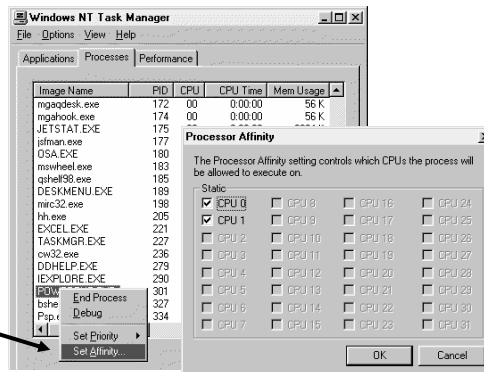 Windows NT Task Manager
File Options View Help
Applications Processes Performance
Image Name PID CPU CPU Time Mem Usage
mgaqdesk.exe 172 00 0:00:00 56 K
mgahook.exe 174 00 0:00:00 56 K
JETSTAT.EXE 175
jsfman.exe 177
OSA.EXE 180
mswheel.exe 183
qshelf98.exe 185
DESKMENU.EXE 189
mirc32.exe 198
hh.exe 205
EXCEL.EXE 221
TASKMGR.EXE 227
cw32.exe 236
DDHELP.EXE 279
IEXPLORE.EXE 290
301
bshe 327
Psp.e 334
End Process
Debug
Set Priority
Set Affinity...
Processor Affinity
The Processor Affinity setting controls which CPUs the process will
be allowed to execute on.
Static
CPU 0 CPU 8 CPU 16 CPU 24
CPU 1 CPU 9 CPU 17 CPU 25
CPU 2 CPU 10 CPU 18 CPU 26
CPU 3 CPU 11 CPU 19 CPU 27
CPU 4 CPU 12 CPU 20 CPU 28
CPU 5 CPU 13 CPU 21 CPU 29
CPU 6 CPU 14 CPU 22 CPU 30
CPU 7 CPU 15 CPU 23 CPU 31
OK Cancel